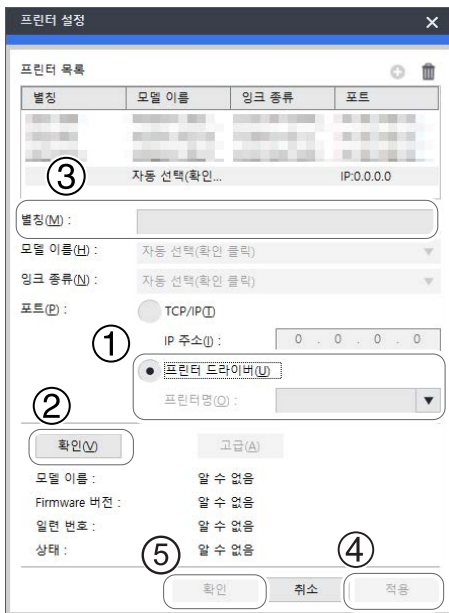 프린터 설정
프린터 목록
별칭 모델 이름 잉크 종류 포트
자동 선택(확인... IP:0.0.0.0
③
별칭(M) :
모델 이름(H) : 자동 선택(확인 클릭)
잉크 종류(N) : 자동 선택(확인 클릭)
포트(P) : TCP/IP(T)
① IP 주소(I) : 0 . 0 . 0 . 0
프린터 드라이버(U)
프린터명(O) :
②
확인(V) 고급(A)
모델 이름 : 알 수 없음
Firmware 버전 : 알 수 없음
일련 번호 : 알 수 없음
상태 : 알 수 없음
⑤ ④
확인 취소 적용